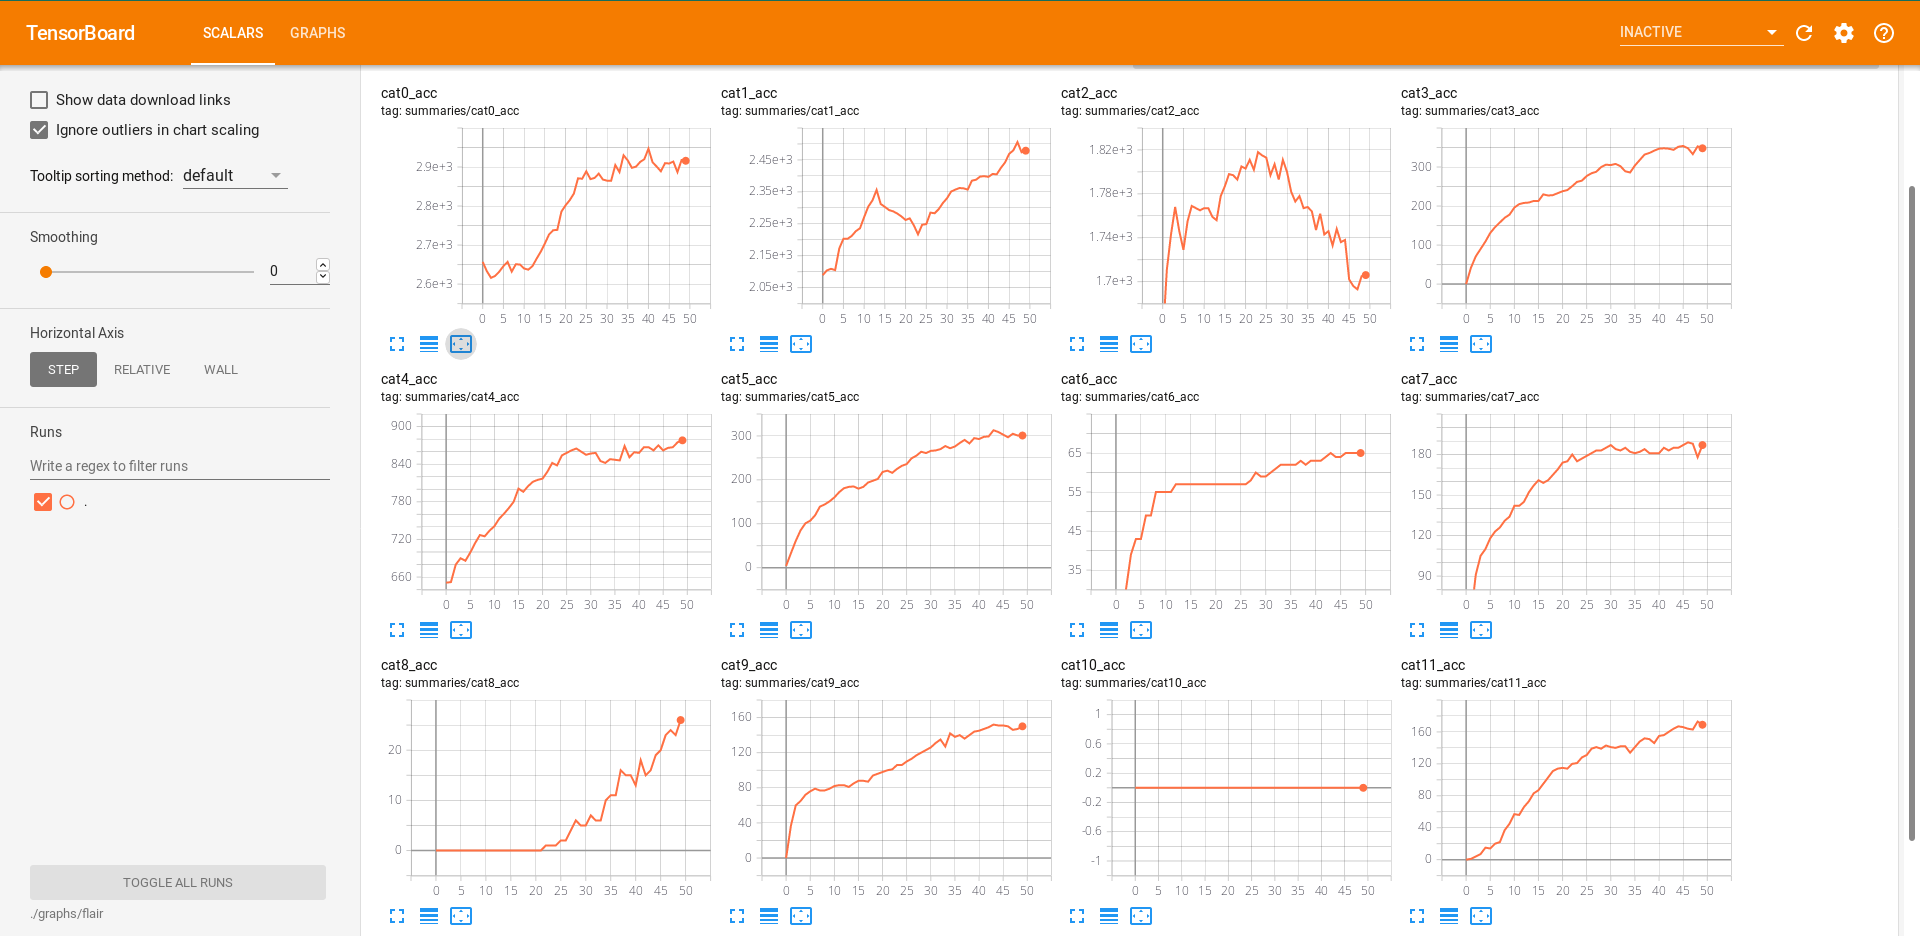 TensorBoard SCALARS GRAPHS INACTIVE
Show data download links
Ignore outliers in chart scaling
Tooltip sorting method: default
Smoothing
0
Horizontal Axis
STEP RELATIVE WALL
Runs
Write a regex to filter runs
.
TOGGLE ALL RUNS
./graphs/flair
cat0_acc
tag: summaries/cat0_acc
2.9e+3
2.8e+3
2.7e+3
2.6e+3
0 5 10 15 20 25 30 35 40 45 50
cat1_acc
tag: summaries/cat1_acc
2.45e+3
2.35e+3
2.25e+3
2.15e+3
2.05e+3
0 5 10 15 20 25 30 35 40 45 50
cat2_acc
tag: summaries/cat2_acc
1.82e+3
1.78e+3
1.74e+3
1.7e+3
0 5 10 15 20 25 30 35 40 45 50
cat3_acc
tag: summaries/cat3_acc
300
200
100
0
0 5 10 15 20 25 30 35 40 45 50
cat4_acc
tag: summaries/cat4_acc
900
840
780
720
660
0 5 10 15 20 25 30 35 40 45 50
cat5_acc
tag: summaries/cat5_acc
300
200
100
0
0 5 10 15 20 25 30 35 40 45 50
cat6_acc
tag: summaries/cat6_acc
65
55
45
35
0 5 10 15 20 25 30 35 40 45 50
cat7_acc
tag: summaries/cat7_acc
180
150
120
90
0 5 10 15 20 25 30 35 40 45 50
cat8_acc
tag: summaries/cat8_acc
20
10
0
0 5 10 15 20 25 30 35 40 45 50
cat9_acc
tag: summaries/cat9_acc
160
120
80
40
0
0 5 10 15 20 25 30 35 40 45 50
cat10_acc
tag: summaries/cat10_acc
1
0.6
0.2
-0.2
-0.6
-1
0 5 10 15 20 25 30 35 40 45 50
cat11_acc
tag: summaries/cat11_acc
160
120
80
40
0
0 5 10 15 20 25 30 35 40 45 50